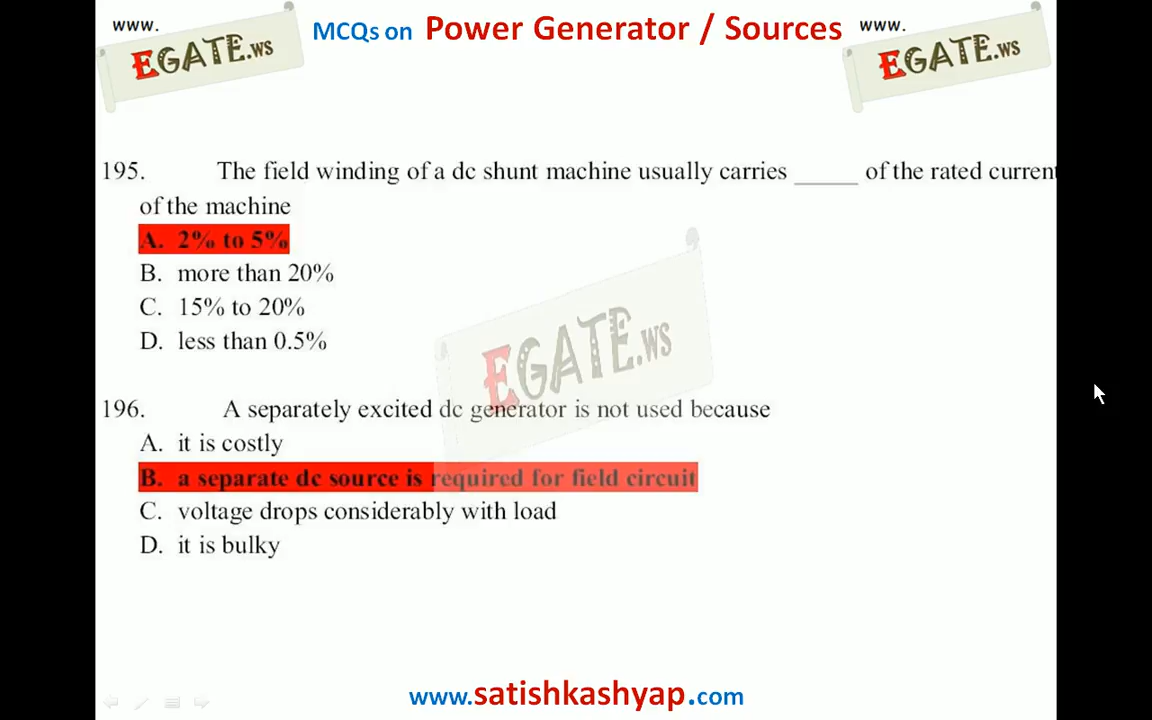 www. MCQs on Power Generator / Sources www.
EGATE.ws EGATE.ws
195. The field winding of a dc shunt machine usually carries _____ of the rated current
of the machine
A. 2% to 5%
B. more than 20%
C. 15% to 20%
D. less than 0.5%
EGATE.ws
196. A separately excited dc generator is not used because
A. it is costly
B. a separate dc source is required for field circuit
C. voltage drops considerably with load
D. it is bulky
www.satishkashyap.com